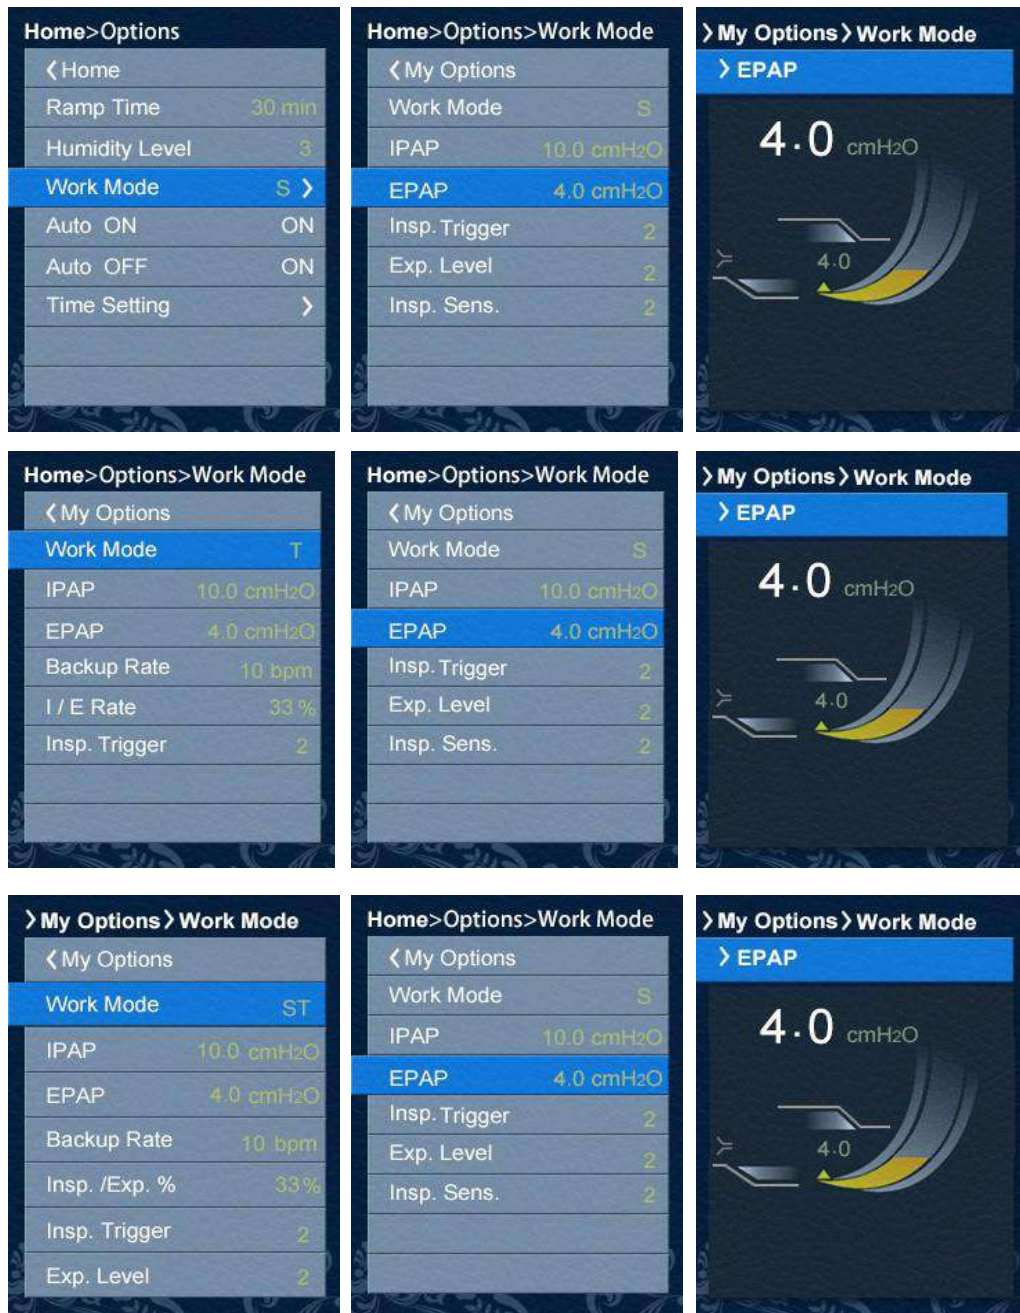 Home>Options
<Home
Ramp Time 30 min
Humidity Level 3
Work Mode S >
Auto ON ON
Auto OFF ON
Time Setting >
Home>Options>Work Mode
<My Options
Work Mode S
IPAP 10.0 cmH2O
EPAP 4.0 cmH2O
Insp. Trigger 2
Exp. Level 2
Insp. Sens. 2
>My Options>Work Mode
> EPAP
4.0 cmH2O
4.0
Home>Options>Work Mode
<My Options
Work Mode T
IPAP 10.0 cmH2O
EPAP 4.0 cmH2O
Backup Rate 10 bpm
I / E Rate 33 %
Insp. Trigger 2
Home>Options>Work Mode
<My Options
Work Mode S
IPAP 10.0 cmH2O
EPAP 4.0 cmH2O
Insp. Trigger 2
Exp. Level 2
Insp. Sens. 2
>My Options>Work Mode
> EPAP
4.0 cmH2O
4.0
>My Options>Work Mode
<My Options
Work Mode ST
IPAP 10.0 cmH2O
EPAP 4.0 cmH2O
Backup Rate 10 bpm
Insp. /Exp. % 33%
Insp. Trigger 2
Exp. Level 2
Home>Options>Work Mode
<My Options
Work Mode S
IPAP 10.0 cmH2O
EPAP 4.0 cmH2O
Insp. Trigger 2
Exp. Level 2
Insp. Sens. 2
>My Options>Work Mode
> EPAP
4.0 cmH2O
4.0